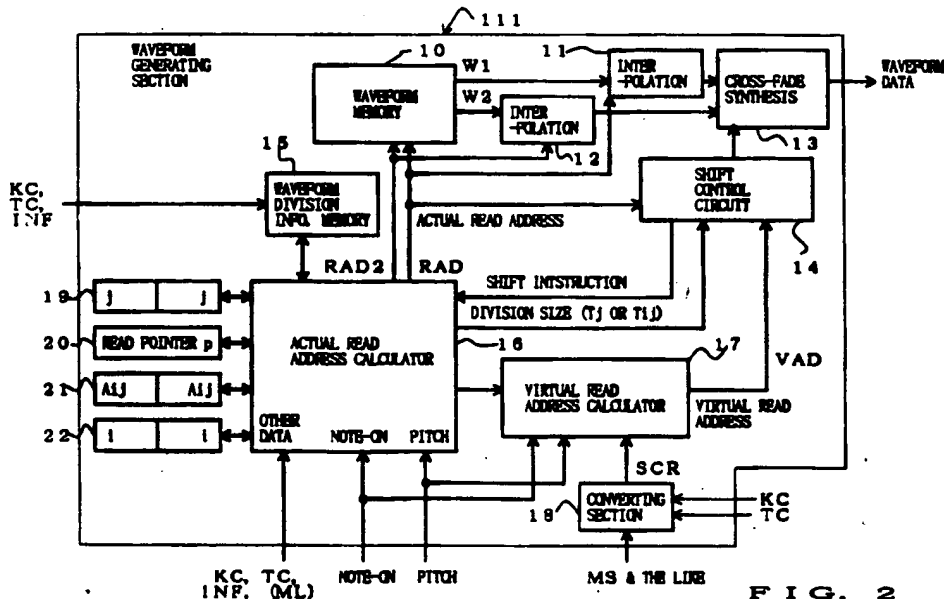 111
WAVEFORM
GENERATING
SECTION
10
WAVEFORM
MEMORY
W1
W2
11
INTER
-POLATION
INTER
-POLATION
12
CROSS-FADE
SYNTHESIS
13
WAVEFORM
DATA
15
KC,
TC,
INF
WAVEFORM
DIVISION
INFO. MEMORY
ACTUAL READ ADDRESS
SHIFT
CONTROL
CIRCUIT
14
RAD2
RAD
SHIFT INTSTRUCTION
DIVISION SIZE (Tj OR Tij)
19
j
j
20
READ POINTER p
21
Aij
Aij
22
i
i
ACTUAL READ
ADDRESS CALCULATOR
16
OTHER
DATA
NOTE-ON
PITCH
17
VIRTUAL READ
ADDRESS CALCULATOR
VAD
VIRTUAL READ
ADDRESS
SCR
18
CONVERTING
SECTION
KC
TC
KC, TC,
INF. (ML)
NOTE-ON
PITCH
MS & THE LIKE
FIG. 2